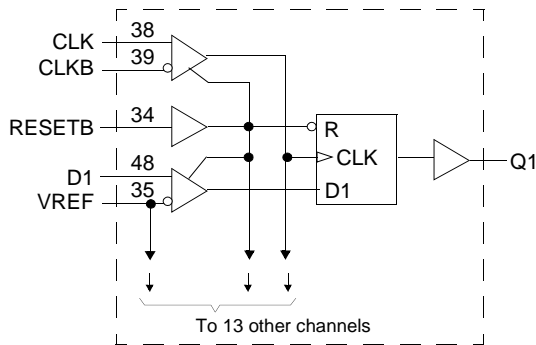 CLK 38
CLKB 39
RESETB 34
R
CLK
D1
Q1
D1 48
VREF 35
To 13 other channels